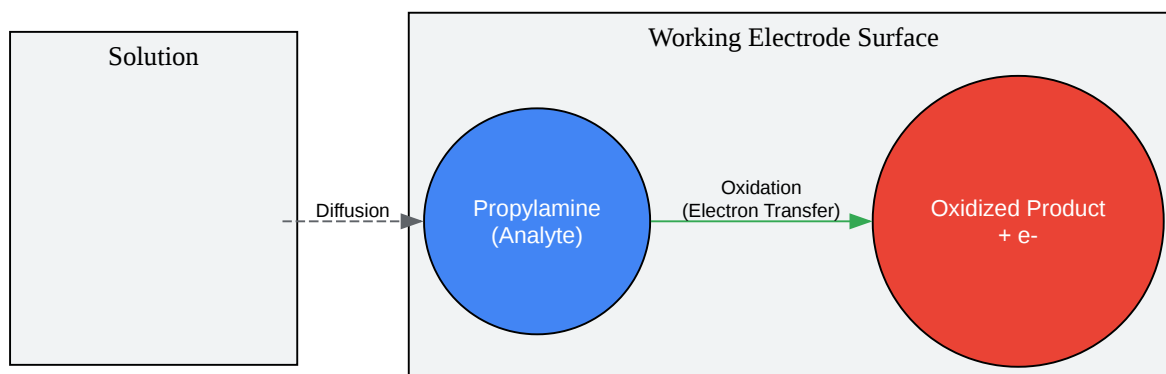 Solution
Working Electrode Surface
Diffusion
Propylamine
(Analyte)
Oxidation
(Electron Transfer)
Oxidized Product
+ e-